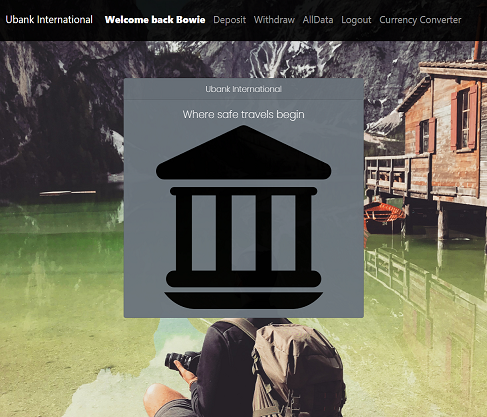 Ubank International Welcome back Bowie Deposit Withdraw AllData Logout Currency Converter
Ubank International
Where safe travels begin